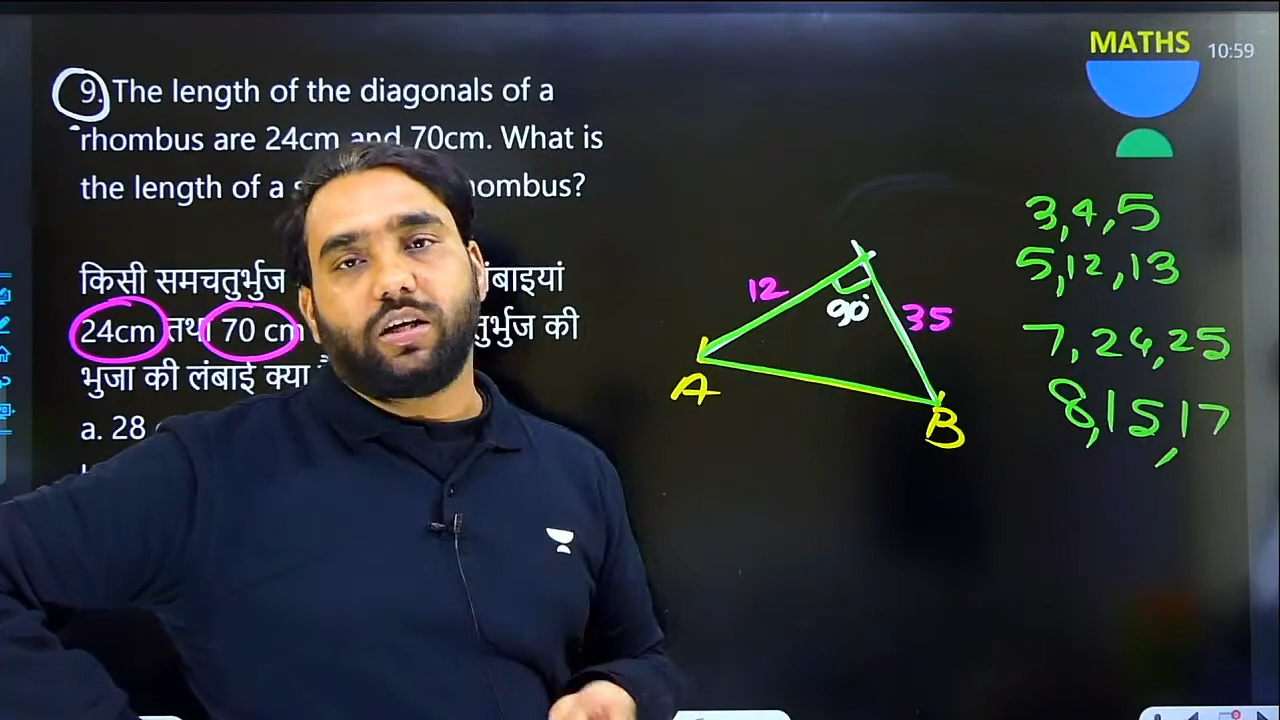 MATHS 10:59
9. The length of the diagonals of a
rhombus are 24cm and 70cm. What is
the length of a
किसी समचतुर्भुज
24cm तथा 70 cm
की
भुजा की लंबाई क्या
a. 28
12
90°
35
A
B
3,4,5
5,12,13
7,24,25
8,15,17